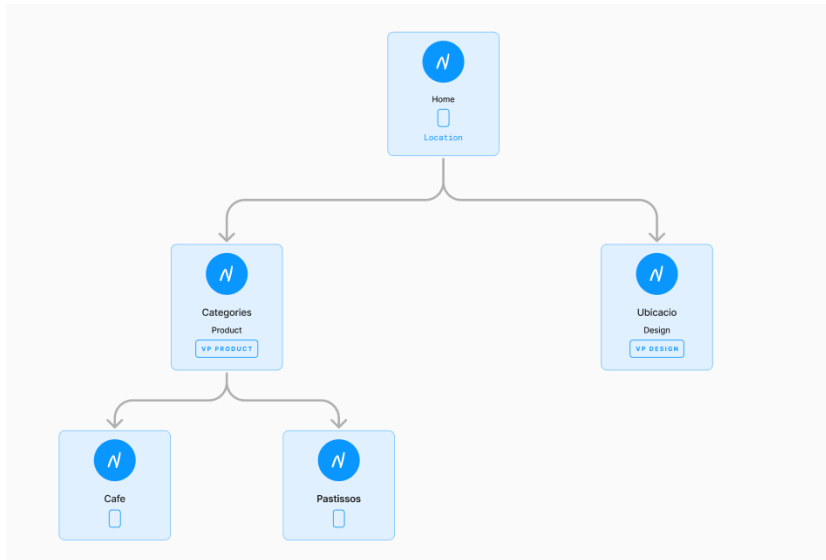 Home
Location
Categories
Product
VP PRODUCT
Ubicacio
Design
VP DESIGN
Cafe
Pastissos